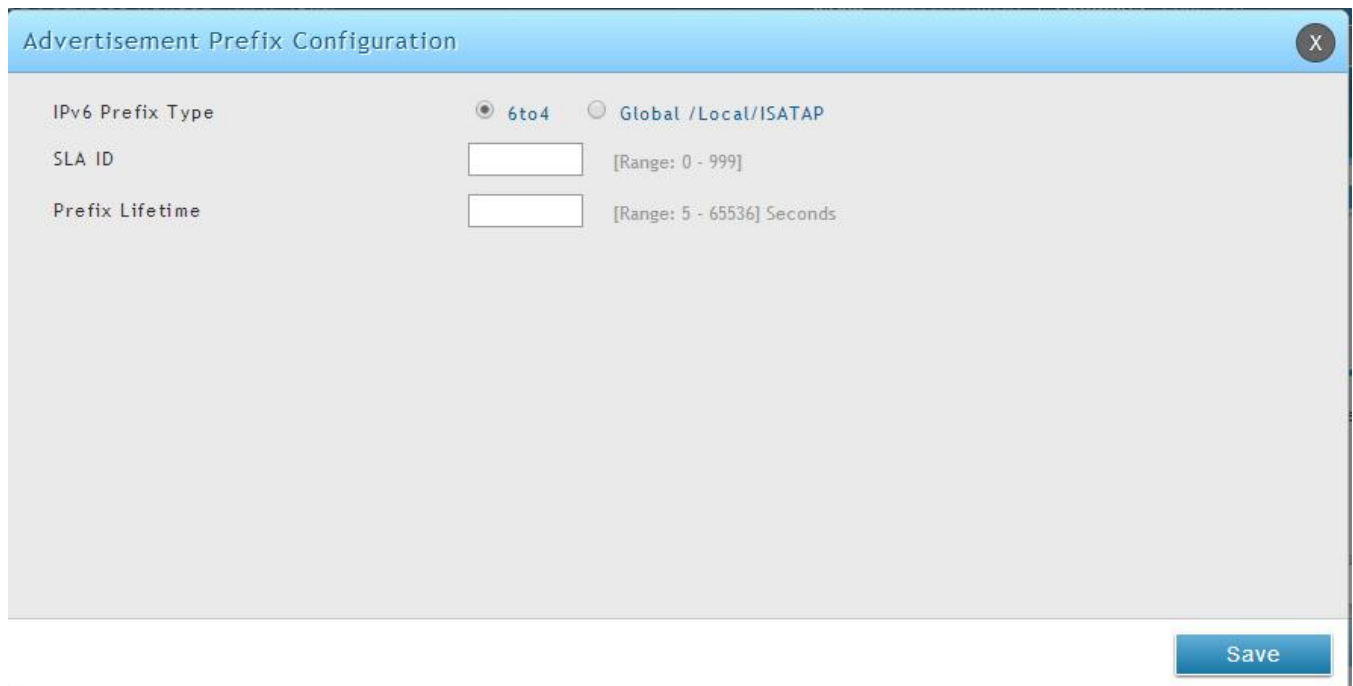 Advertisement Prefix Configuration
X
IPv6 Prefix Type 6to4 Global /Local/ISATAP
SLA ID [Range: 0 - 999]
Prefix Lifetime [Range: 5 - 65536] Seconds
Save